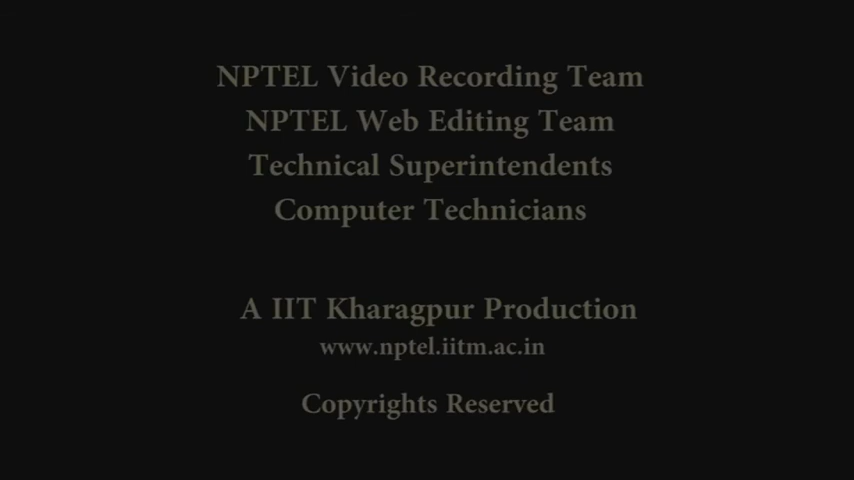 NPTEL Video Recording Team
NPTEL Web Editing Team
Technical Superintendents
Computer Technicians
A IIT Kharagpur Production
www.nptel.iitm.ac.in
Copyrights Reserved